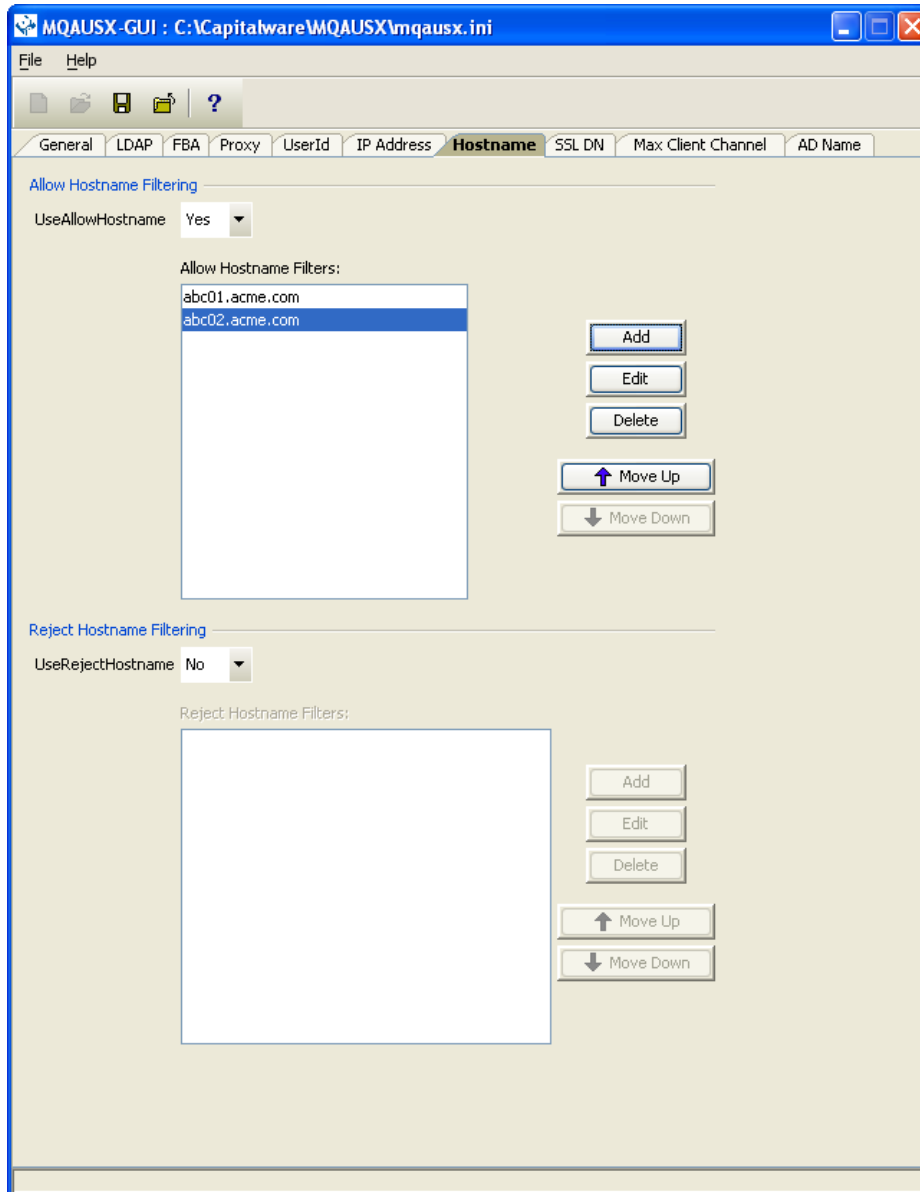 MQAUSX-GUI : C:\Capitalware\MQAUSX\mqausx.ini
File Help
?
General LDAP FBA Proxy UserId IP Address Hostname SSL DN Max Client Channel AD Name
Allow Hostname Filtering
UseAllowHostname Yes
Allow Hostname Filters:
abc01.acme.com
abc02.acme.com
Add
Edit
Delete
Move Up
Move Down
Reject Hostname Filtering
UseRejectHostname No
Reject Hostname Filters:
Add
Edit
Delete
Move Up
Move Down